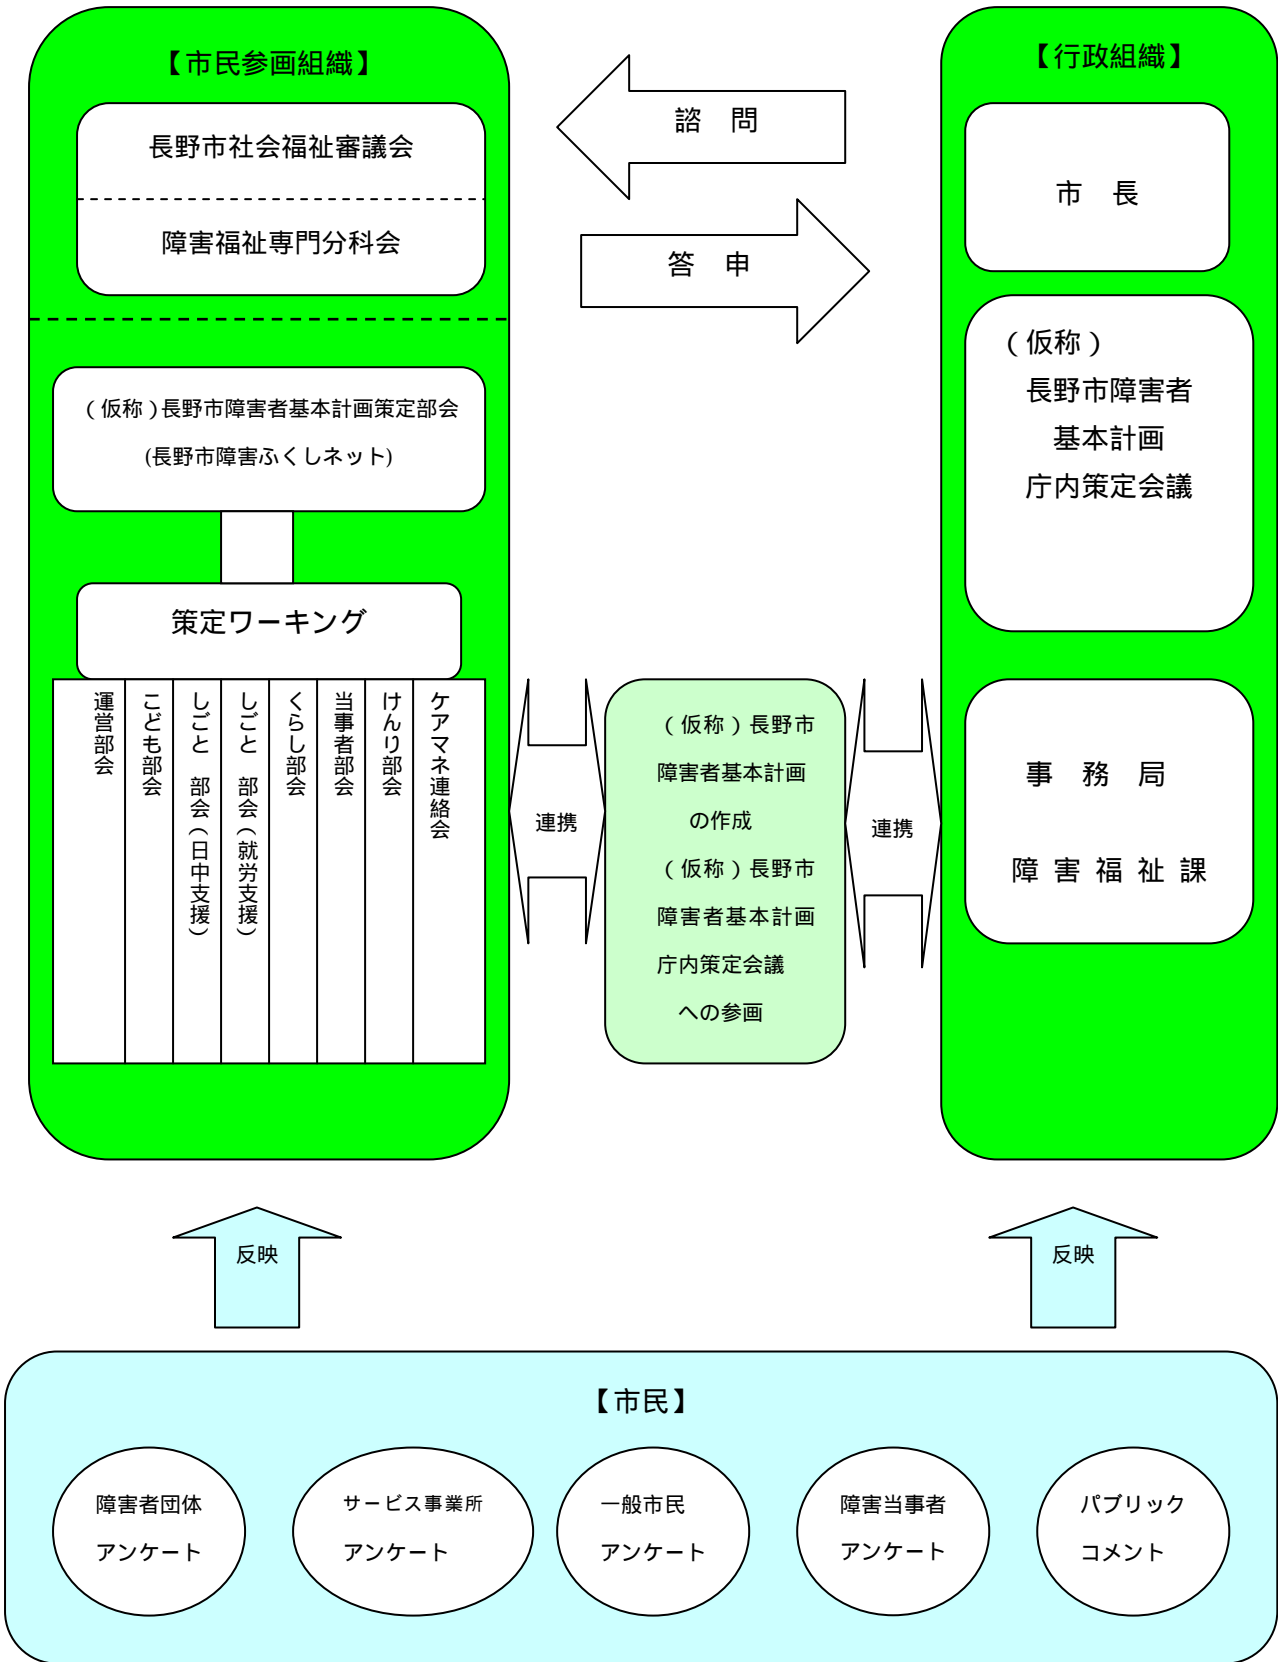 【市民参画組織】
長野市社会福祉審議会
障害福祉専門分科会
（仮称）長野市障害者基本計画策定部会
(長野市障害ふくしネット)
策定ワーキング
運営部会
こども部会
しごと　部会（日中支援）
しごと　部会（就労支援）
くらし部会
当事者部会
けんり部会
ケアマネ連絡会
諮　問
答　申
連携
（仮称）長野市
障害者基本計画
の作成
（仮称）長野市
障害者基本計画
庁内策定会議
への参画
連携
【行政組織】
市　長
（仮称）
長野市障害者
基本計画
庁内策定会議
事　務　局
障 害 福 祉 課
反映
反映
【市民】
障害者団体
アンケート
サービス事業所
アンケート
一般市民
アンケート
障害当事者
アンケート
パブリック
コメント